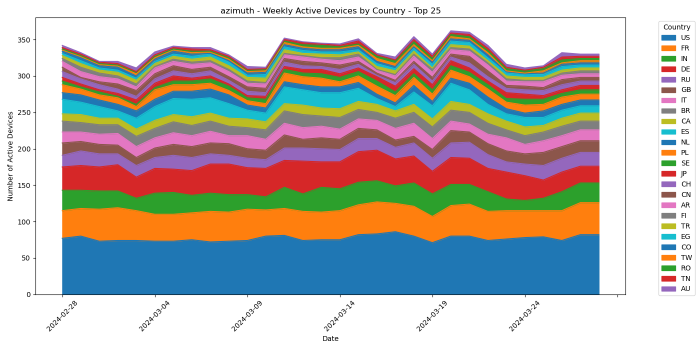 azimuth - Weekly Active Devices by Country - Top 25
Number of Active Devices
350
300
250
200
150
100
50
0
2024-02-28
2024-03-04
2024-03-09
2024-03-14
2024-03-19
2024-03-24
Date
Country
US
FR
IN
DE
RU
GB
IT
BR
CA
ES
NL
PL
PE
JP
CH
CN
AR
FI
TR
EG
CO
TW
RO
TN
AU